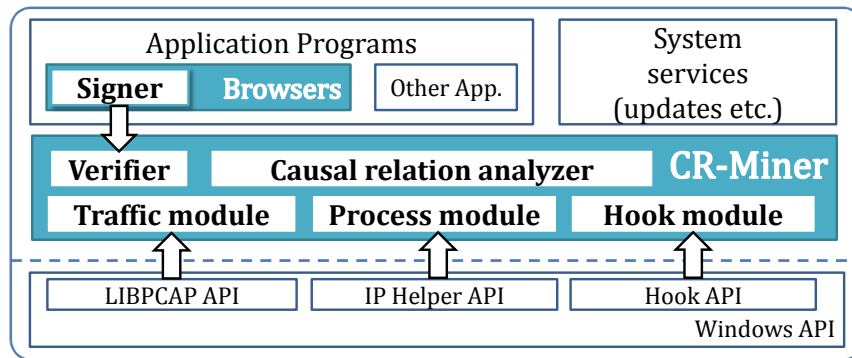 Application Programs
Signer
Browsers
Other App.
System
services
(updates etc.)
Verifier
Causal relation analyzer
CR-Miner
Traffic module
Process module
Hook module
LIBPCAP API
IP Helper API
Hook API
Windows API